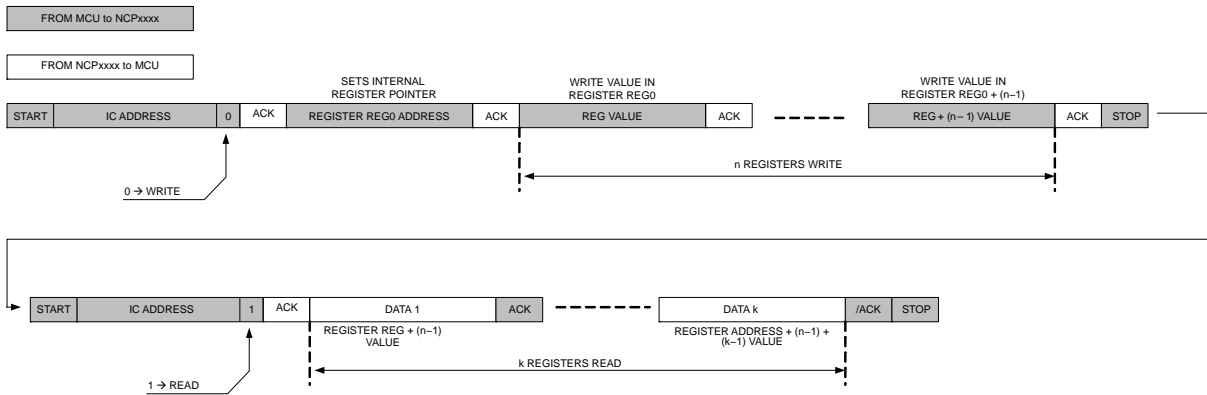 FROM MCU to NCPxxxx
FROM NCPxxxx to MCU
SETS INTERNAL
REGISTER POINTER
WRITE VALUE IN
REGISTER REG0
WRITE VALUE IN
REGISTER REG0 + (n–1)
START IC ADDRESS 0 ACK REGISTER REG0 ADDRESS ACK REG VALUE ACK REG + (n– 1) VALUE ACK STOP
n REGISTERS WRITE
0 → WRITE
START IC ADDRESS 1 ACK DATA 1 ACK DATA k /ACK STOP
REGISTER REG + (n–1)
VALUE
REGISTER ADDRESS + (n–1) +
(k–1) VALUE
k REGISTERS READ
1 → READ